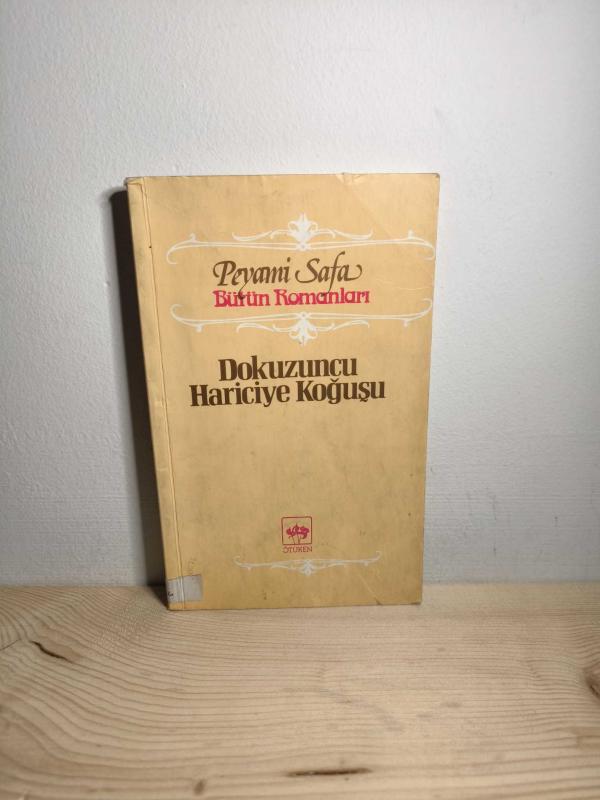 Peyami Safa
Bütün Romanları
Dokuzuncu
Hariciye Koğuşu
ÖTÜKEN